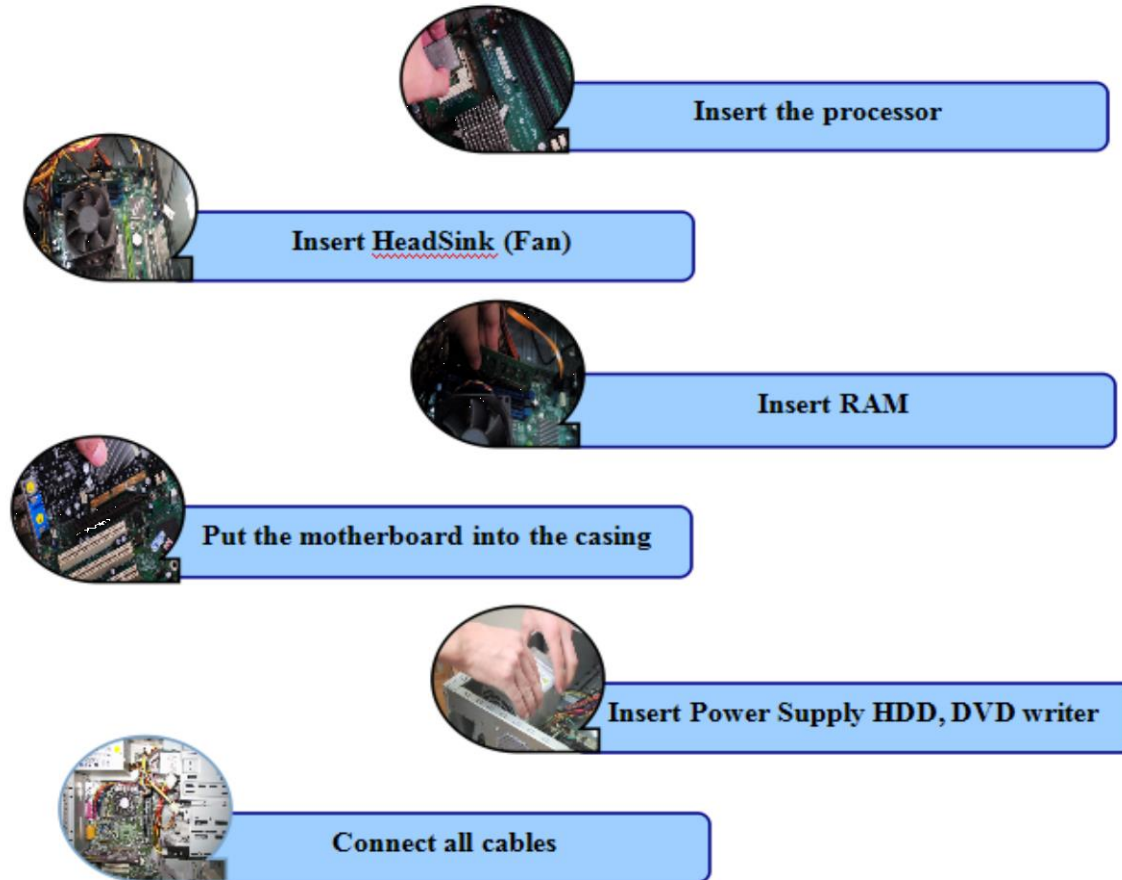 Insert the processor
Insert HeadSink (Fan)
Insert RAM
Put the motherboard into the casing
Insert Power Supply HDD, DVD writer
Connect all cables